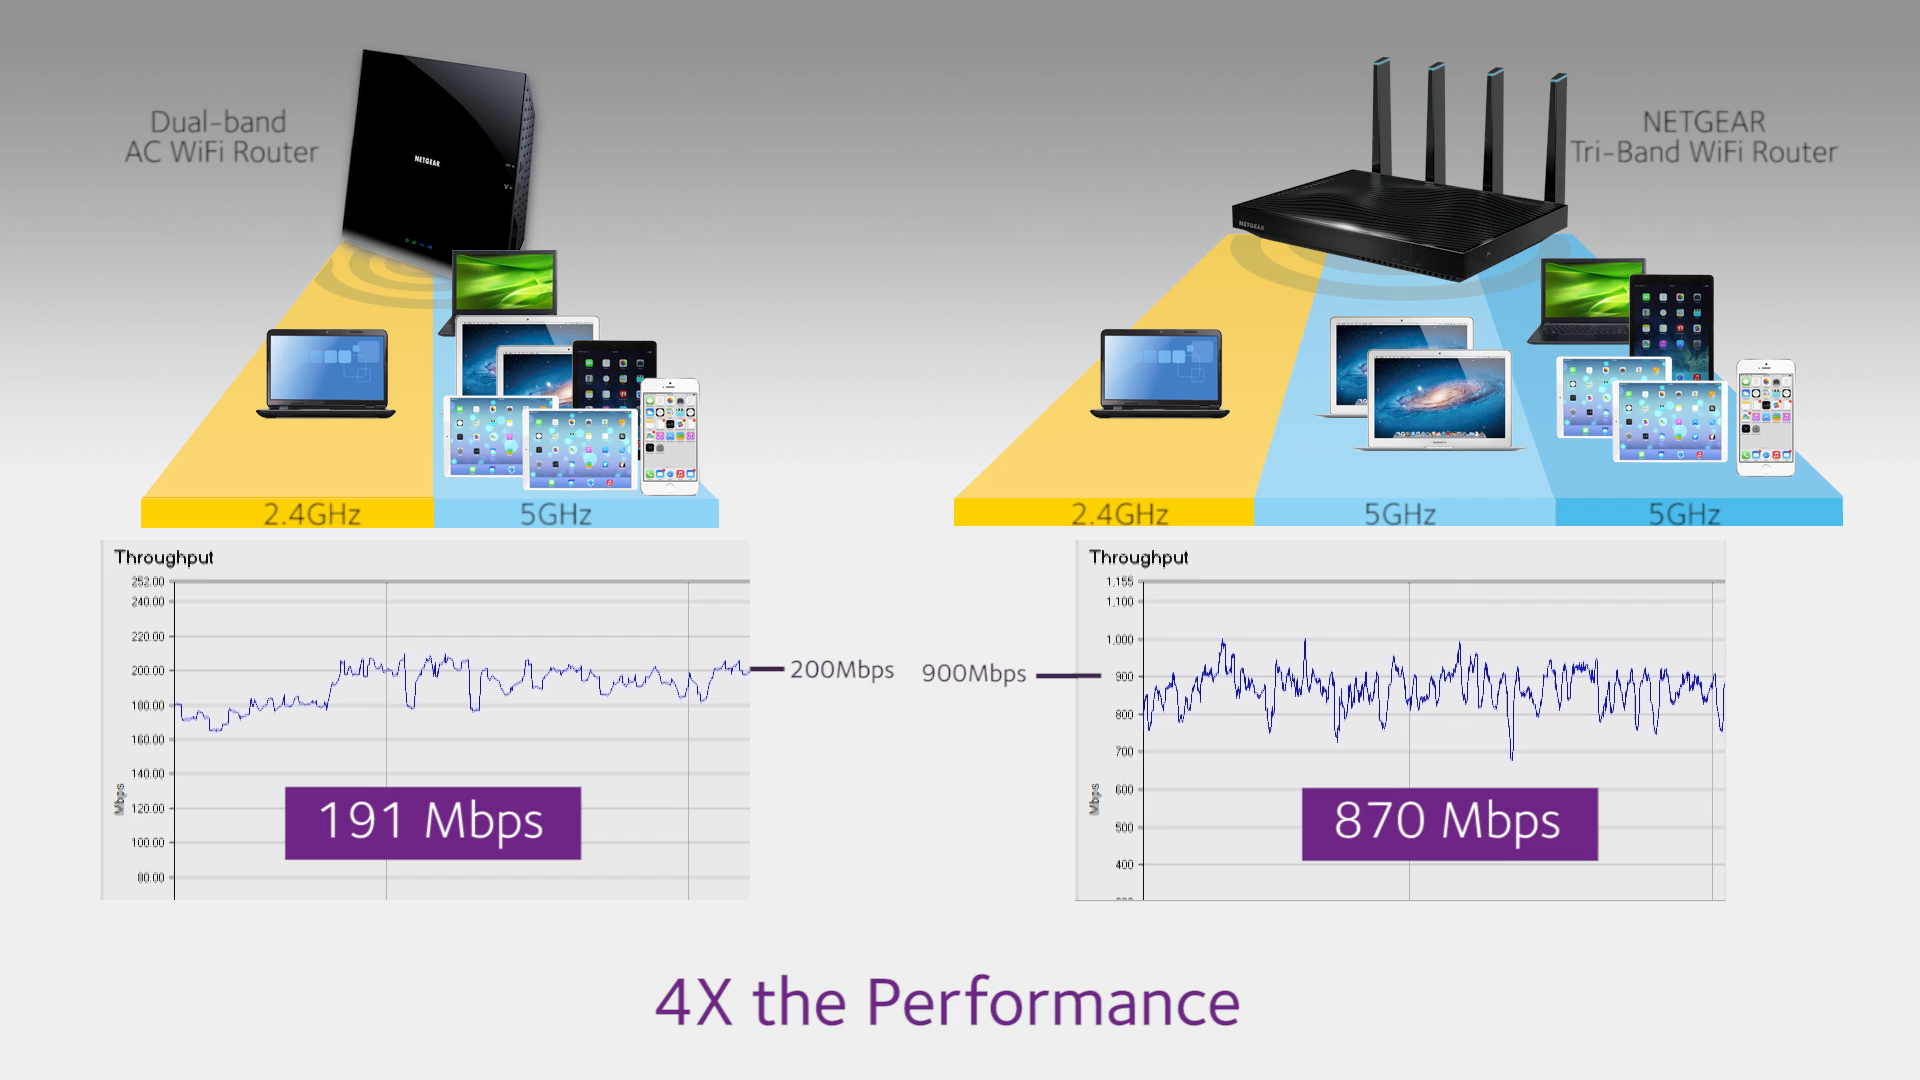 Dual-band
AC WiFi Router
NETGEAR
NETGEAR
Tri-Band WiFi Router
NETGEAR
2.4GHz
5GHz
2.4GHz
5GHz
5GHz
Throughput
252.00
240.00
220.00
200.00
180.00
160.00
140.00
120.00
100.00
80.00
Mbps
191 Mbps
200Mbps
900Mbps
Throughput
1,155
1,100
1,000
900
800
700
600
500
400
Mbps
870 Mbps
4X the Performance